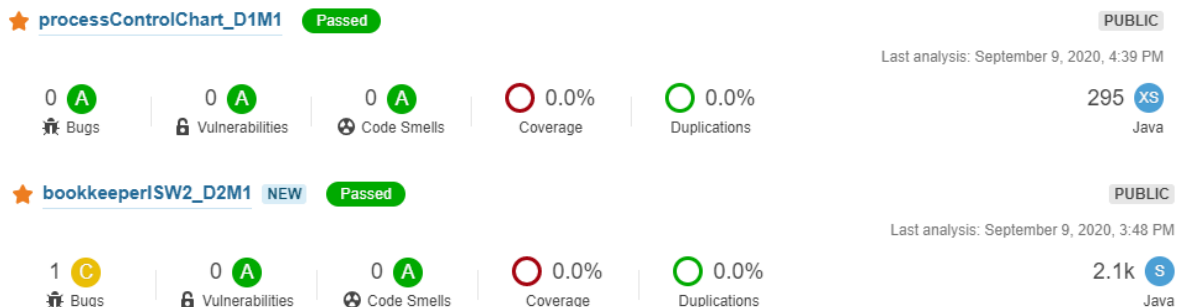 processControlChart_D1M1 Passed PUBLIC
Last analysis: September 9, 2020, 4:39 PM
0 A 0 A 0 A 0.0% 0.0% 295 XS
Bugs Vulnerabilities Code Smells Coverage Duplications Java
bookkeeperISW2_D2M1 NEW Passed PUBLIC
Last analysis: September 9, 2020, 3:48 PM
1 C 0 A 0 A 0.0% 0.0% 2.1k S
Bugs Vulnerabilities Code Smells Coverage Duplications Java